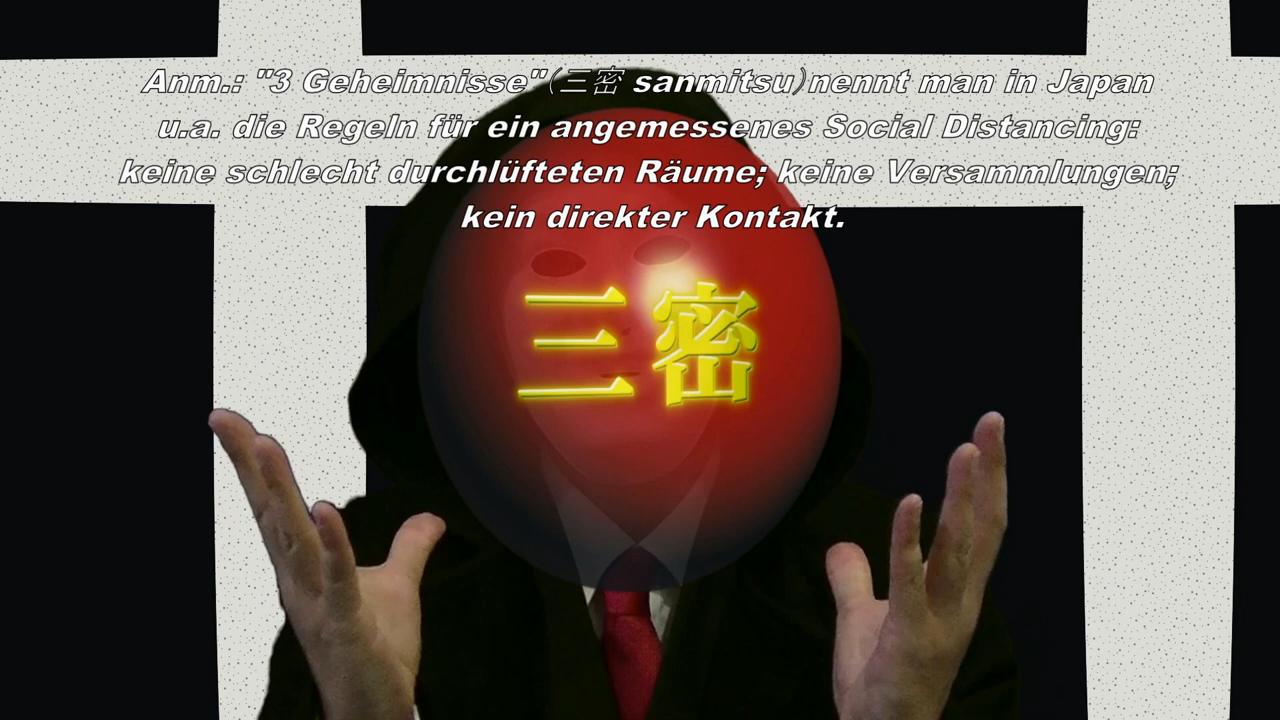 Anm.: "3 Geheimnisse"(三密 sanmitsu)nennt man in Japan
u.a. die Regeln für ein angemessenes Social Distancing:
keine schlecht durchlüfteten Räume; keine Versammlungen;
kein direkter Kontakt.
三密